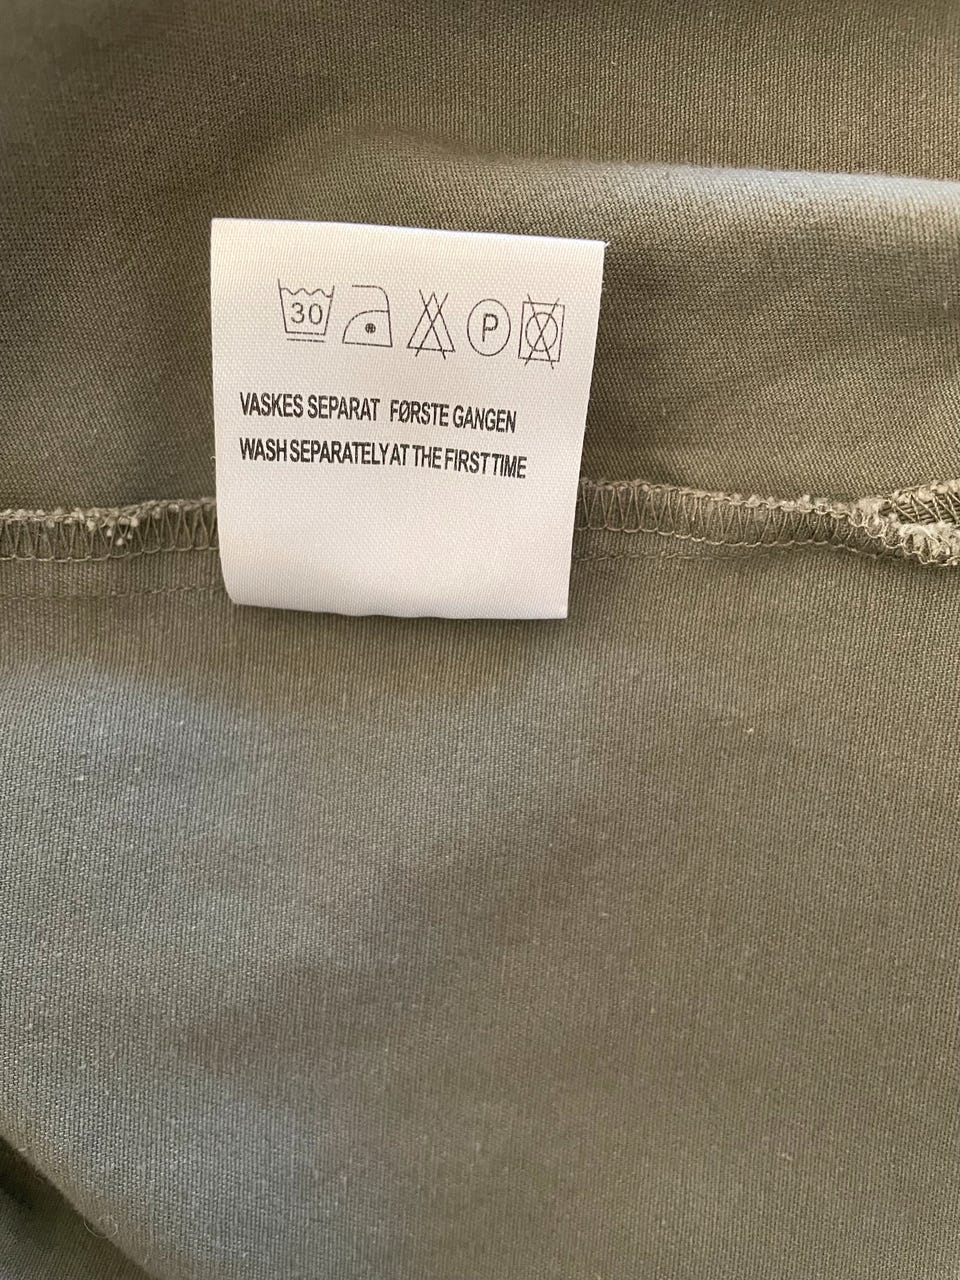 30 P
VASKES SEPARAT FØRSTE GANGEN
WASH SEPARATELY AT THE FIRST TIME